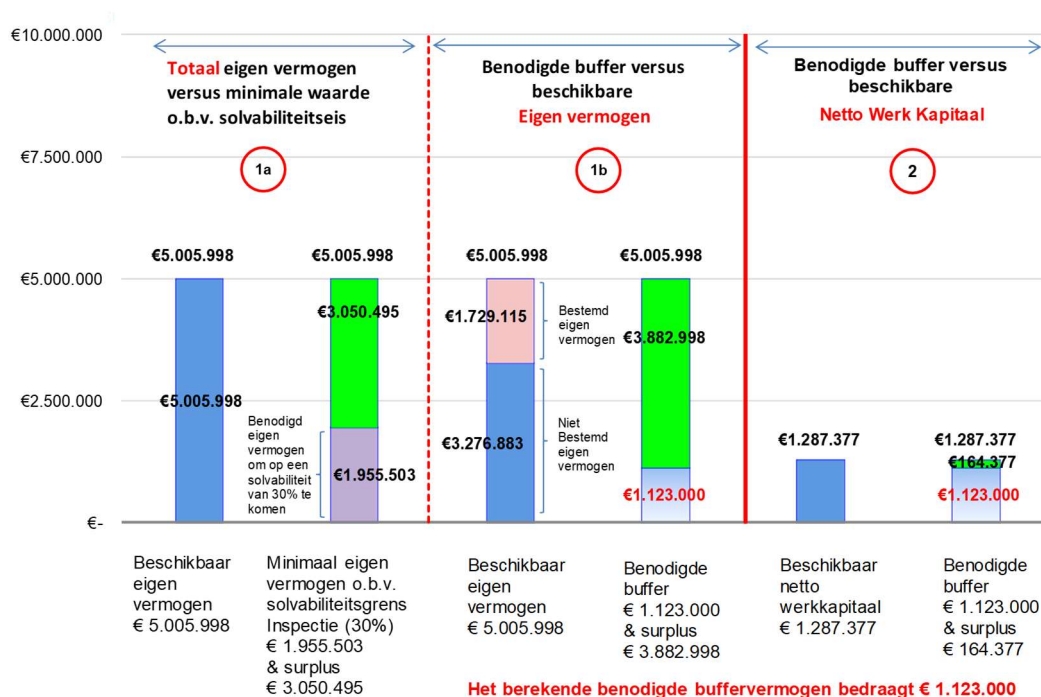 €10.000.000
€7.500.000
€5.000.000
€2.500.000
€-
Totaal eigen vermogen
versus minimale waarde
o.b.v. solvabiliteitseis
1a
€5.005.998
€5.005.998
€3.050.495
€5.005.998
Benodigd
eigen
vermogen
om op een
solvabiliteit
van 30% te
komen
€1.955.503
Beschikbaar
eigen
vermogen
€ 5.005.998
Minimaal eigen
vermogen o.b.v.
solvabiliteitsgrens
Inspectie (30%)
€ 1.955.503
& surplus
€ 3.050.495
Benodigde buffer versus
beschikbare
Eigen vermogen
1b
€5.005.998
€5.005.998
€1.729.115
Bestemd
eigen
vermogen
€3.882.998
€3.276.883
Niet
Bestemd
eigen
vermogen
€1.123.000
Beschikbaar
eigen
vermogen
€ 5.005.998
Benodigde
buffer
€ 1.123.000
& surplus
€ 3.882.998
Benodigde buffer versus
beschikbare
Netto Werk Kapitaal
2
€1.287.377
€1.287.377
€164.377
€1.123.000
Beschikbaar
netto
werkkapitaal
€ 1.287.377
Benodigde
buffer
€ 1.123.000
& surplus
€ 164.377
Het berekende benodigde buffervermogen bedraagt € 1.123.000